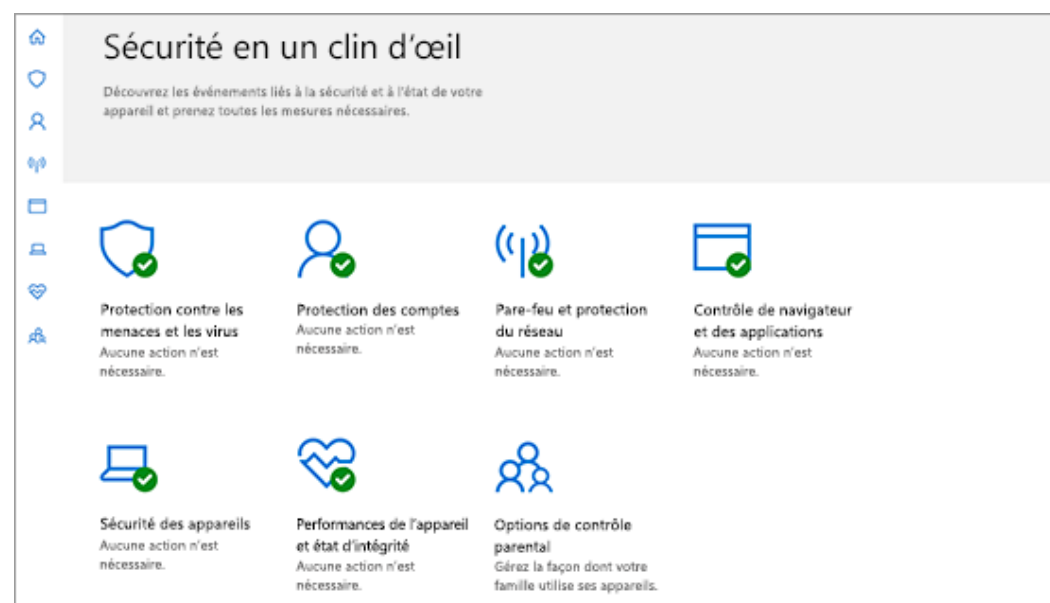 Sécurité en un clin d’œil
Découvrez les événements liés à la sécurité et à l'état de votre
appareil et prenez toutes les mesures nécessaires.
Protection contre les
menaces et les virus
Aucune action n'est
nécessaire.
Protection des comptes
Aucune action n'est
nécessaire.
Pare-feu et protection
du réseau
Aucune action n'est
nécessaire.
Contrôle de navigateur
et des applications
Aucune action n'est
nécessaire.
Sécurité des appareils
Aucune action n'est
nécessaire.
Performances de l'appareil
et état d'intégrité
Aucune action n'est
nécessaire.
Options de contrôle
parental
Gérez la façon dont votre
famille utilise ses appareils.